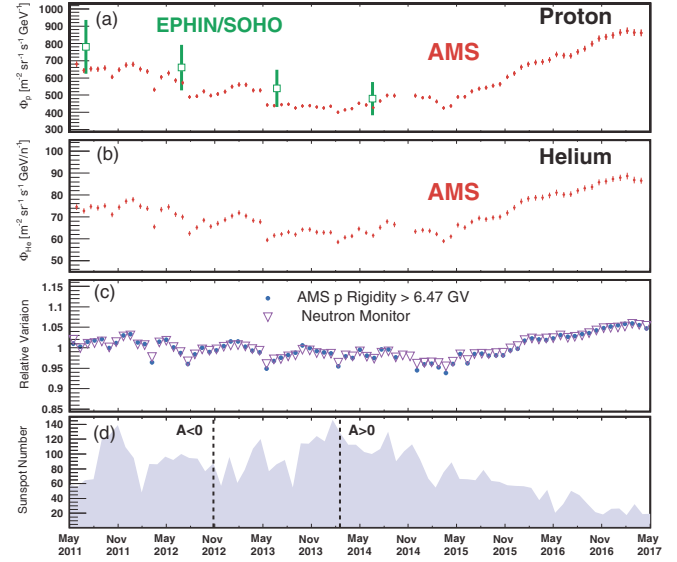 (a) EPHIN/SOHO Proton
AMS
Φp [m⁻² sr⁻¹ s⁻¹ GeV⁻¹]
1000
900
800
700
600
500
400
300
(b) Helium
AMS
ΦHe [m⁻² sr⁻¹ s⁻¹ GeV/n⁻¹]
90
80
70
60
50
(c)
AMS p Rigidity > 6.47 GV
Neutron Monitor
Relative Variaion
1.15
1.1
1.05
1.0
0.95
0.9
0.85
(d) A<0 A>0
Sunspot Number
140
120
100
80
60
40
20
May Nov May Nov May Nov May Nov May Nov May Nov May
2011 2011 2012 2012 2013 2013 2014 2014 2015 2015 2016 2016 2017